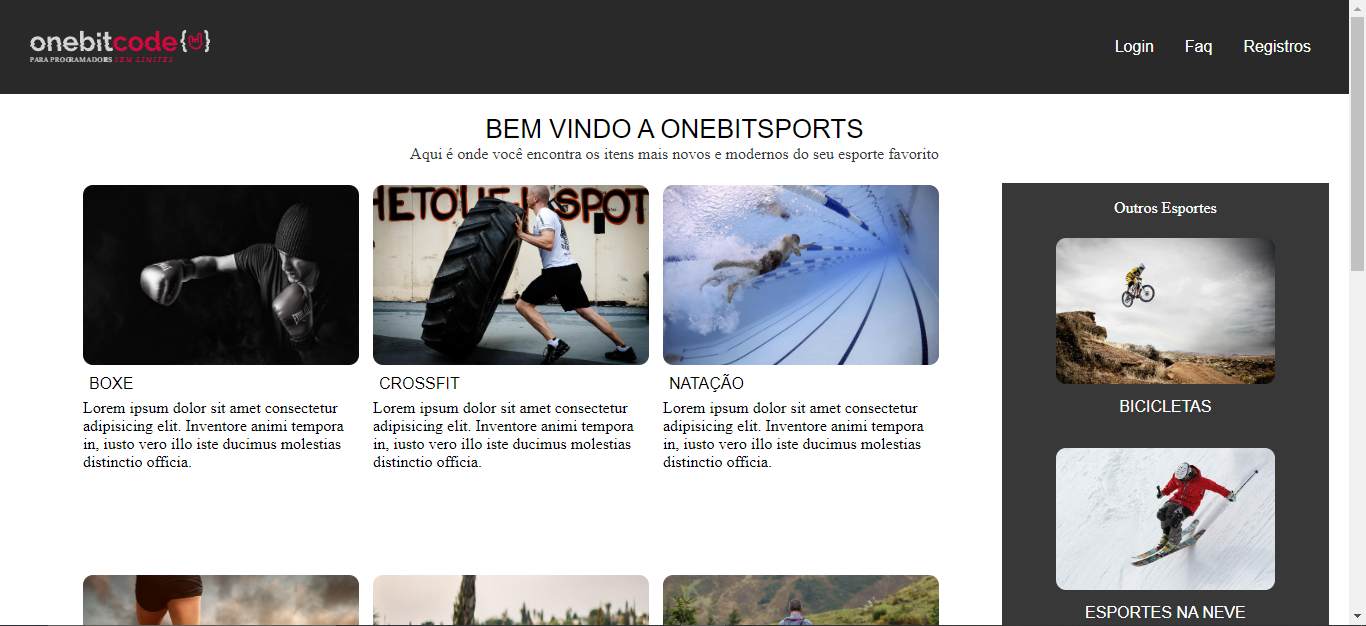 onebitcode{}
PARA PROGRAMADORS SEM LIMITES
Login Faq Registros
BEM VINDO A ONEBITSPORTS
Aqui é onde você encontra os itens mais novos e modernos do seu esporte favorito
HETO SPOT
BOXE
Lorem ipsum dolor sit amet consectetur
adipisicing elit. Inventore animi tempora
in, iusto vero illo iste ducimus molestias
distinctio officia.
CROSSFIT
Lorem ipsum dolor sit amet consectetur
adipisicing elit. Inventore animi tempora
in, iusto vero illo iste ducimus molestias
distinctio officia.
NATAÇÃO
Lorem ipsum dolor sit amet consectetur
adipisicing elit. Inventore animi tempora
in, iusto vero illo iste ducimus molestias
distinctio officia.
Outros Esportes
BICICLETAS
ESPORTES NA NEVE